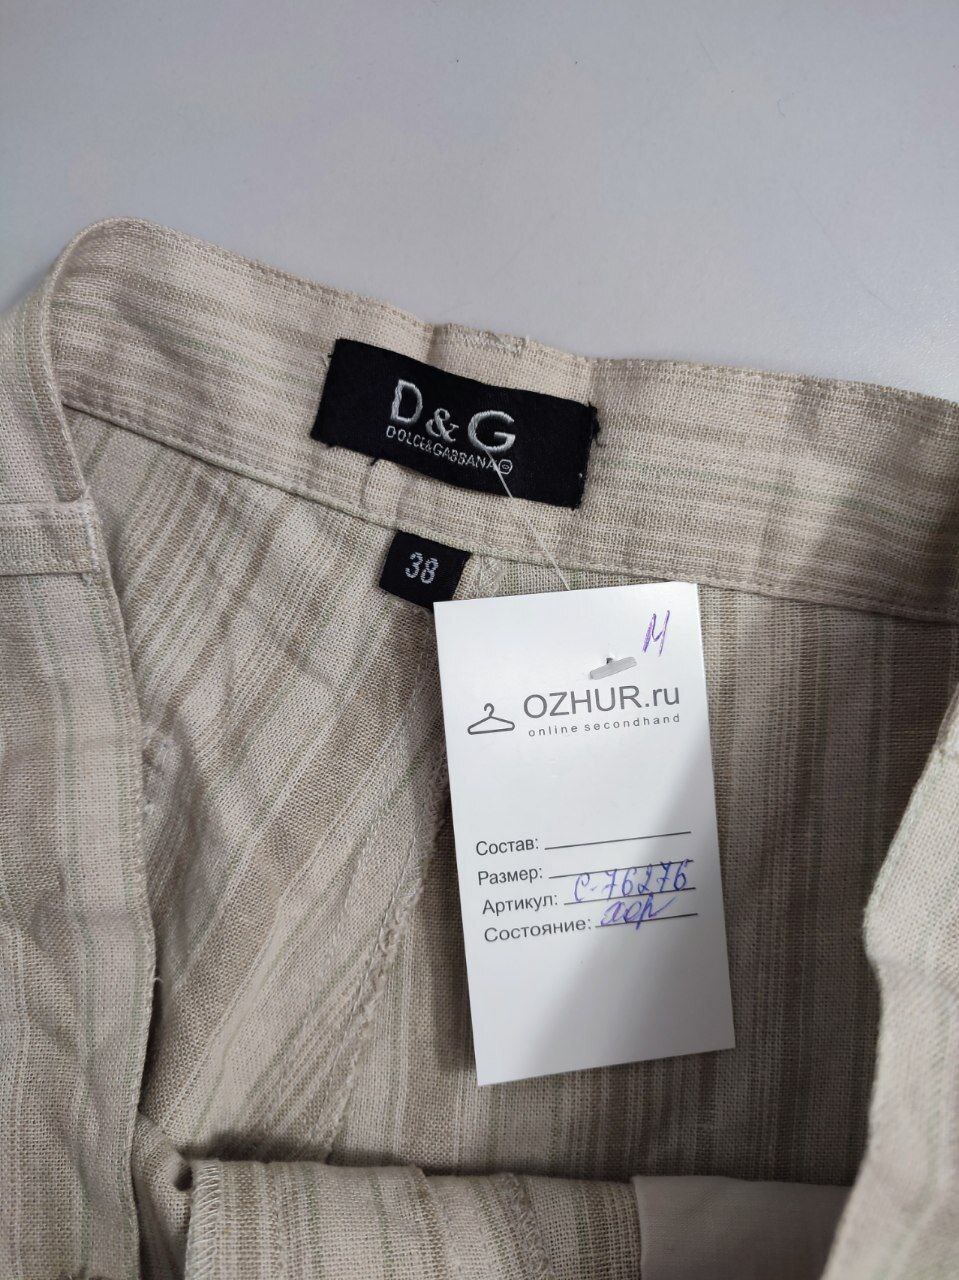 D&G
DOLCE&GABBANA
38
М
OZHUR.ru
online secondhand
Состав:
Размер:
Артикул: С-76276
Состояние: хор